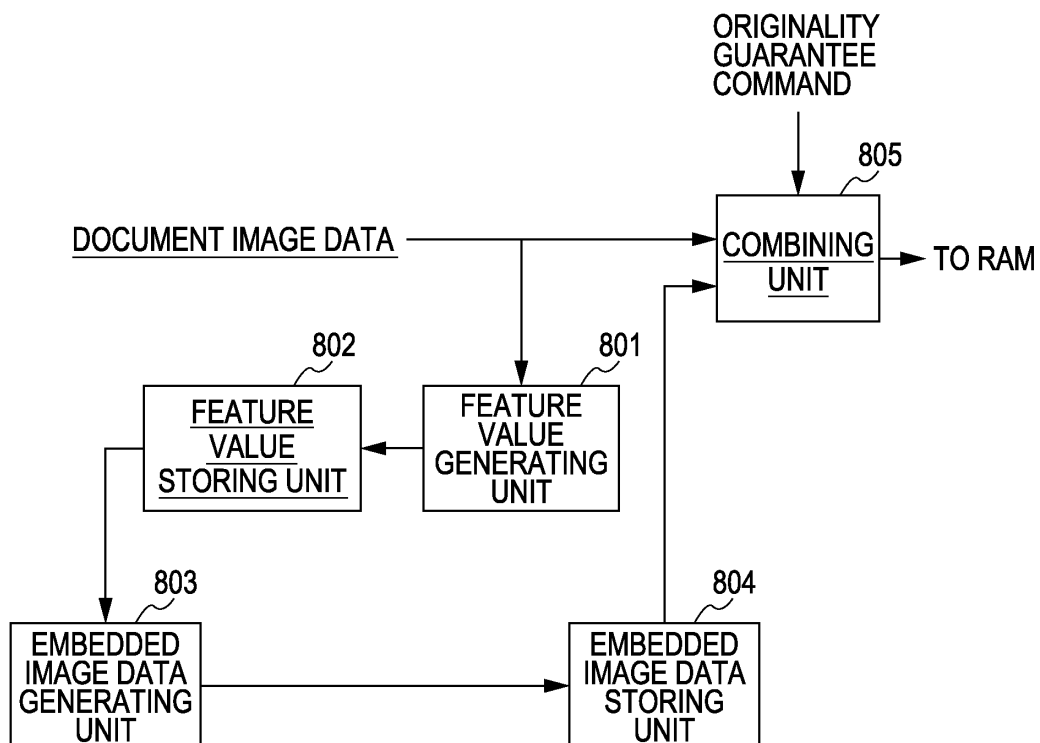 ORIGINALITY
GUARANTEE
COMMAND
805
DOCUMENT IMAGE DATA
COMBINING
UNIT
TO RAM
802
FEATURE
VALUE
STORING UNIT
801
FEATURE
VALUE
GENERATING
UNIT
803
EMBEDDED
IMAGE DATA
GENERATING
UNIT
804
EMBEDDED
IMAGE DATA
STORING
UNIT